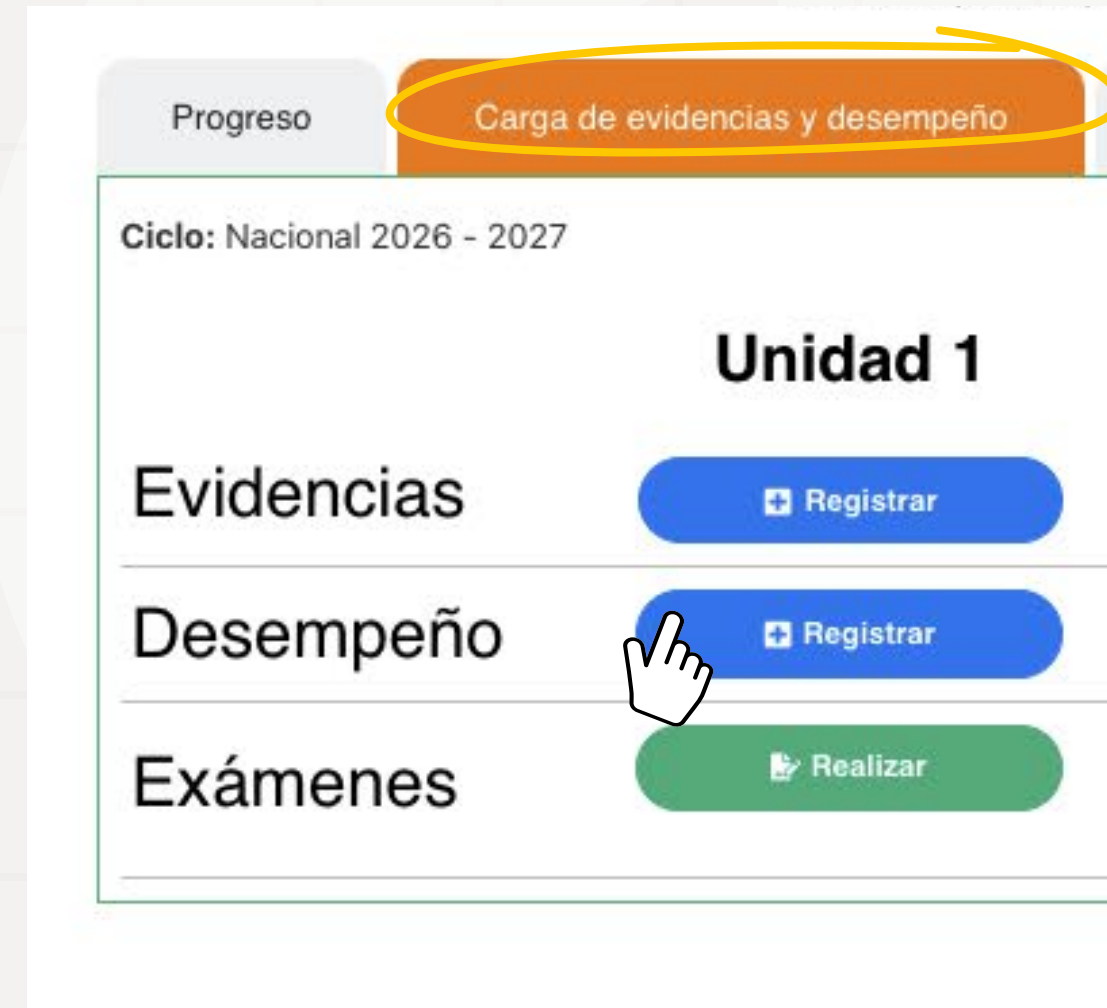 Progreso
Carga de evidencias y desempeño
Ciclo: Nacional 2026 - 2027
Unidad 1
Evidencias
Registrar
Desempeño
Registrar
Exámenes
Realizar